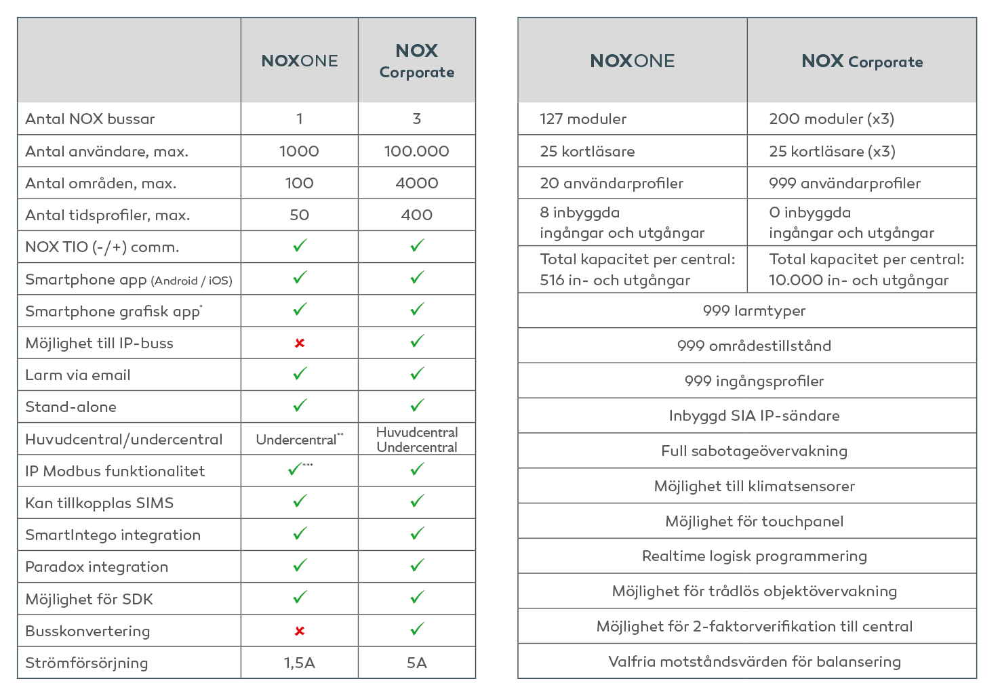 NOXONE
NOX
Corporate
Antal NOX bussar 1 3
Antal användare, max. 1000 100.000
Antal områden, max. 100 4000
Antal tidsprofiler, max. 50 400
NOX TIO (-/+) comm. ✓ ✓
Smartphone app (Android / iOS) ✓ ✓
Smartphone grafisk app* ✓ ✓
Möjlighet till IP-buss ✘ ✓
Larm via email ✓ ✓
Stand-alone ✓ ✓
Huvudcentral/undercentral Undercentral** Huvudcentral
Undercentral
IP Modbus funktionalitet ✓*** ✓
Kan tillkopplas SIMS ✓ ✓
SmartIntego integration ✓ ✓
Paradox integration ✓ ✓
Möjlighet för SDK ✓ ✓
Busskonvertering ✘ ✓
Strömförsörjning 1,5A 5A
NOXONE NOX Corporate
127 moduler 200 moduler (x3)
25 kortläsare 25 kortläsare (x3)
20 användarprofiler 999 användarprofiler
8 inbyggda 0 inbyggda
ingångar och utgångar ingångar och utgångar
Total kapacitet per central: Total kapacitet per central:
516 in- och utgångar 10.000 in- och utgångar
999 larmtyper
999 områdestillstånd
999 ingångsprofiler
Inbyggd SIA IP-sändare
Full sabotageövervakning
Möjlighet till klimatsensorer
Möjlighet för touchpanel
Realtime logisk programmering
Möjlighet för trådlös objektövervakning
Möjlighet för 2-faktorverifikation till central
Valfria motståndsvärden för balansering